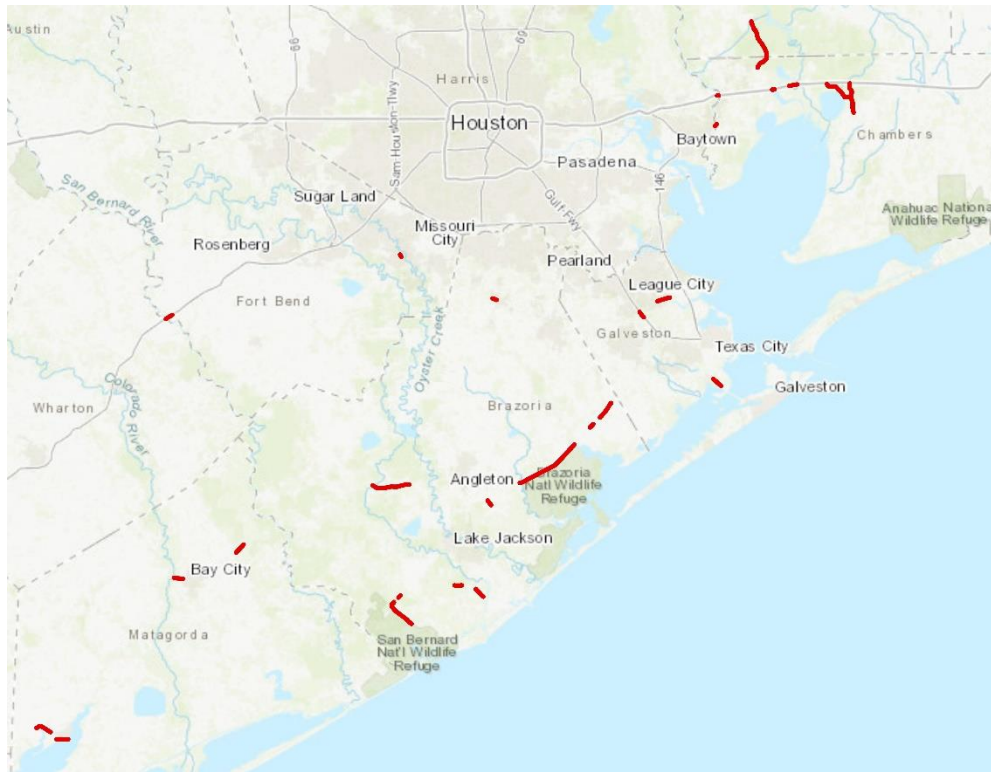 Austin
99
69
Harris
Sam-Houston-Tlwy
Houston
Baytown
Chambers
Pasadena
146
San Bernard River
Sugar Land
Gulf Fwy
Anahuac National
Wildlife Refuge
Missouri
City
Rosenberg
Pearland
League City
Fort Bend
Galveston
Oyster Creek
Texas City
Colorado River
Galveston
Wharton
Brazoria
Angleton
Brazoria
Natl Wildlife
Refuge
Lake Jackson
Bay City
Matagorda
San Bernard
Nat'l Wildlife
Refuge